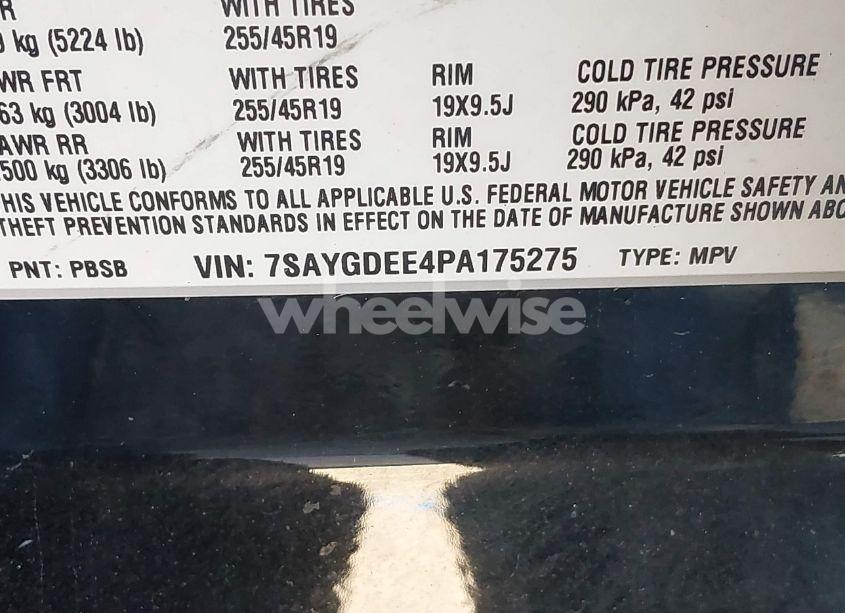 R WITH TIRES
kg (5224 lb) 255/45R19
WR FRT WITH TIRES RIM COLD TIRE PRESSURE
63 kg (3004 lb) 255/45R19 19X9.5J 290 kPa, 42 psi
AWR RR WITH TIRES RIM COLD TIRE PRESSURE
500 kg (3306 lb) 255/45R19 19X9.5J 290 kPa, 42 psi
HIS VEHICLE CONFORMS TO ALL APPLICABLE U.S. FEDERAL MOTOR VEHICLE SAFETY AN
THEFT PREVENTION STANDARDS IN EFFECT ON THE DATE OF MANUFACTURE SHOWN ABO
PNT: PBSB VIN: 7SAYGDEE4PA175275 TYPE: MPV
wheelwise